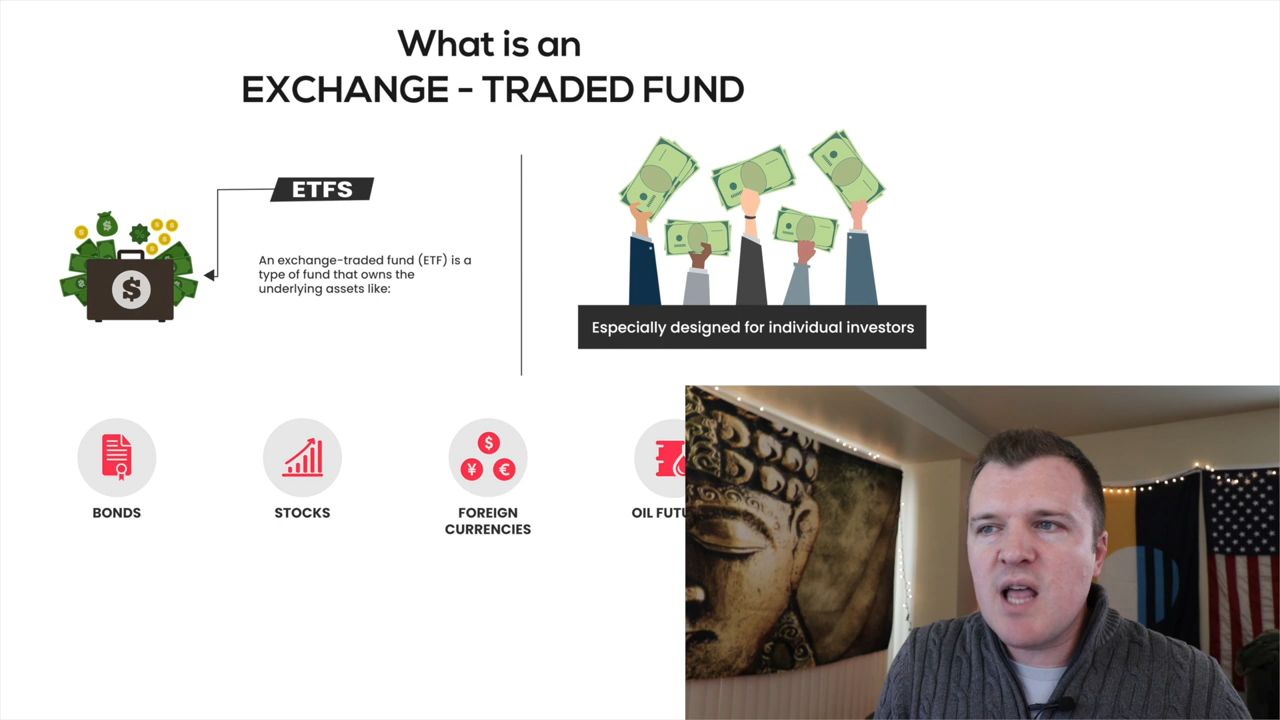 What is an
EXCHANGE - TRADED FUND
ETFS
An exchange-traded fund (ETF) is a
type of fund that owns the
underlying assets like:
Especially designed for individual investors
$
$
¥ €
BONDS
STOCKS
FOREIGN
CURRENCIES
OIL